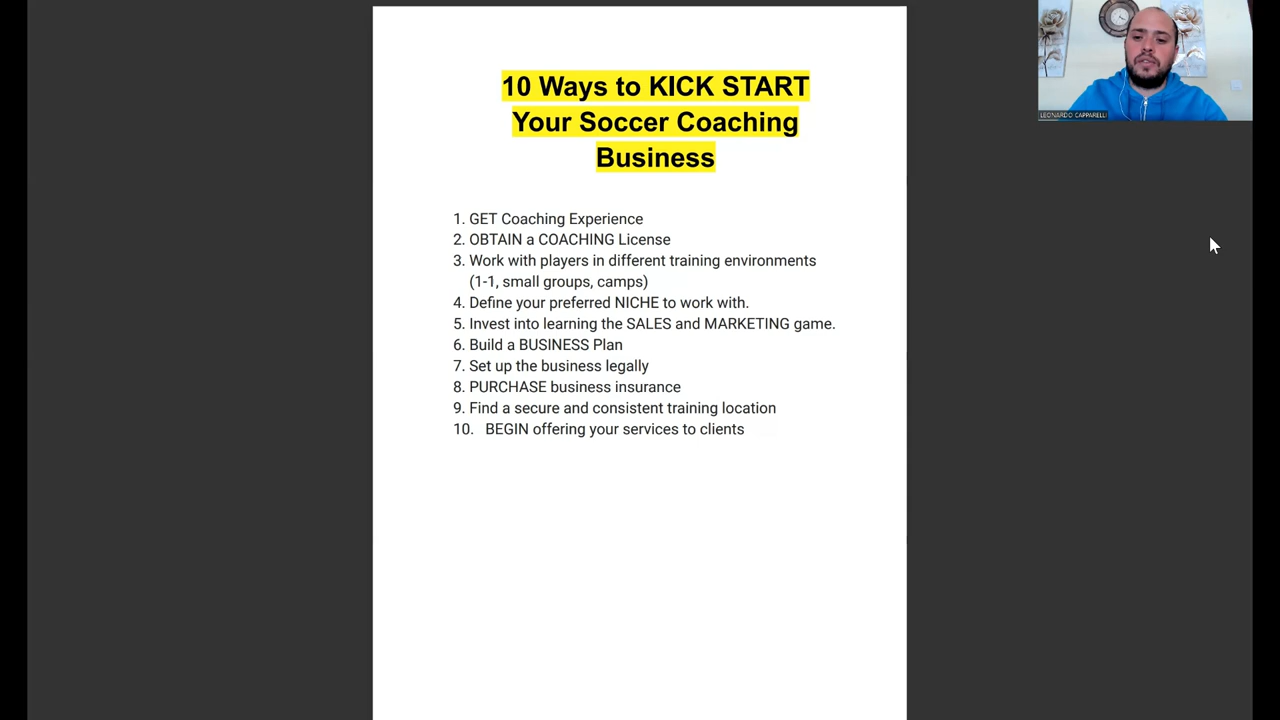 10 Ways to KICK START
Your Soccer Coaching
Business
1. GET Coaching Experience
2. OBTAIN a COACHING License
3. Work with players in different training environments
(1-1, small groups, camps)
4. Define your preferred NICHE to work with.
5. Invest into learning the SALES and MARKETING game.
6. Build a BUSINESS Plan
7. Set up the business legally
8. PURCHASE business insurance
9. Find a secure and consistent training location
10. BEGIN offering your services to clients
LEONARDO CAPPARELLI